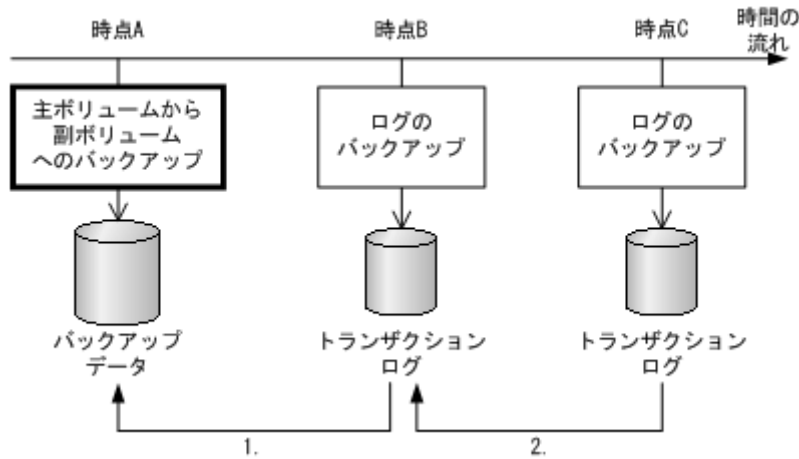 時点A
時点B
時点C
時間の
流れ
主ボリュームから
副ボリューム
へのバックアップ
ログの
バックアップ
ログの
バックアップ
バックアップ
データ
トランザクション
ログ
トランザクション
ログ
1.
2.